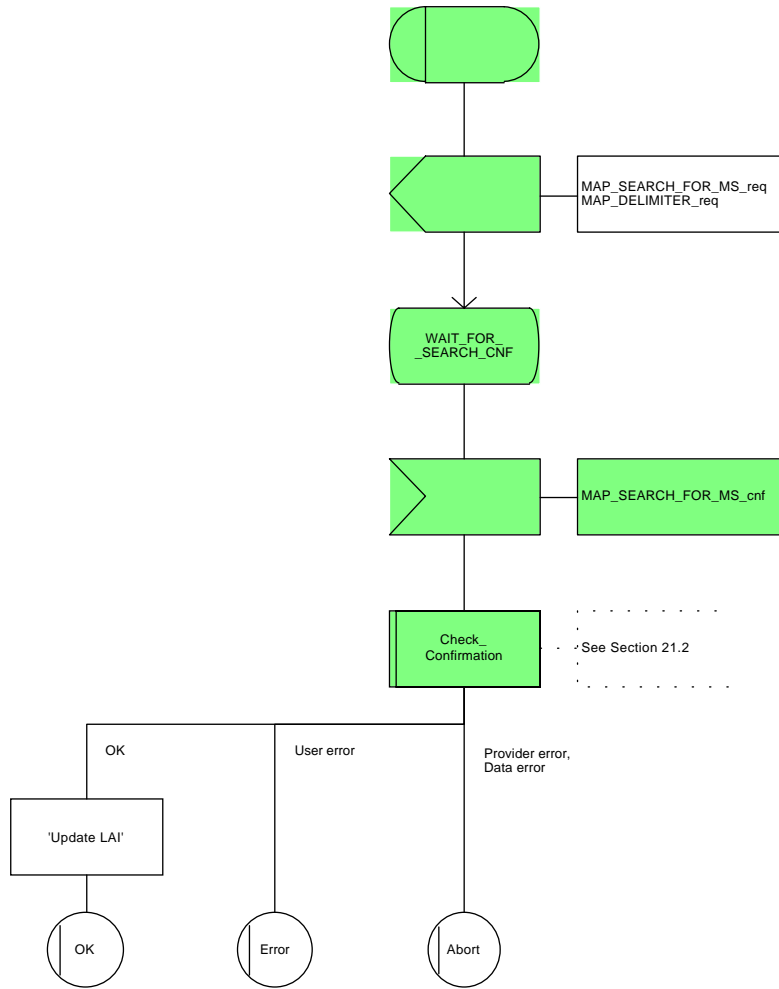 MAP_SEARCH_FOR_MS_req
MAP_DELIMITER_req
WAIT_FOR_
_SEARCH_CNF
MAP_SEARCH_FOR_MS_cnf
Check_
Confirmation
See Section 21.2
OK
User error
Provider error,
Data error
'Update LAI'
OK
Error
Abort